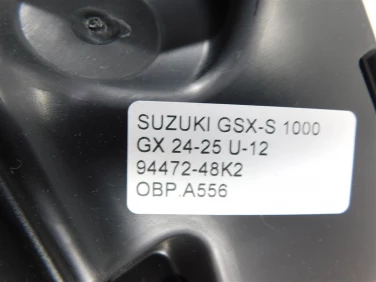 SUZUKI GSX-S 1000
GX 24-25 U-12
94472-48K2
OBP.A556